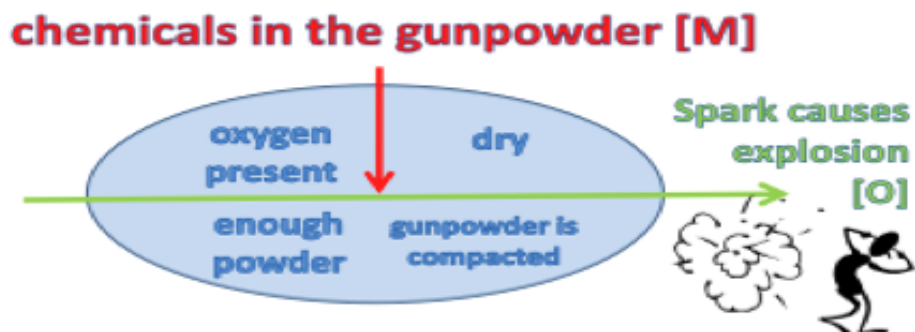 chemicals in the gunpowder [M]
oxygen
present
dry
Spark causes
explosion
[O]
enough
powder
gunpowder is
compacted